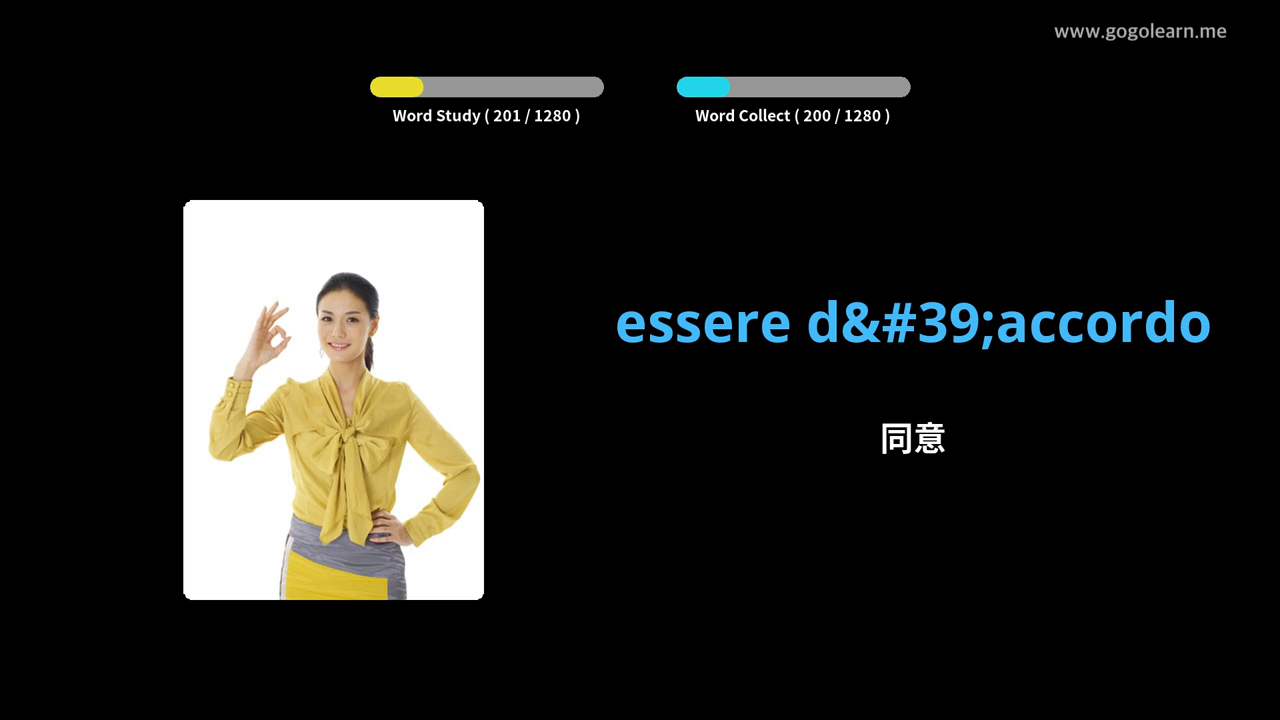 www.gogolearn.me
Word Study ( 201 / 1280 )
Word Collect ( 200 / 1280 )
essere d&#39;accordo
同意